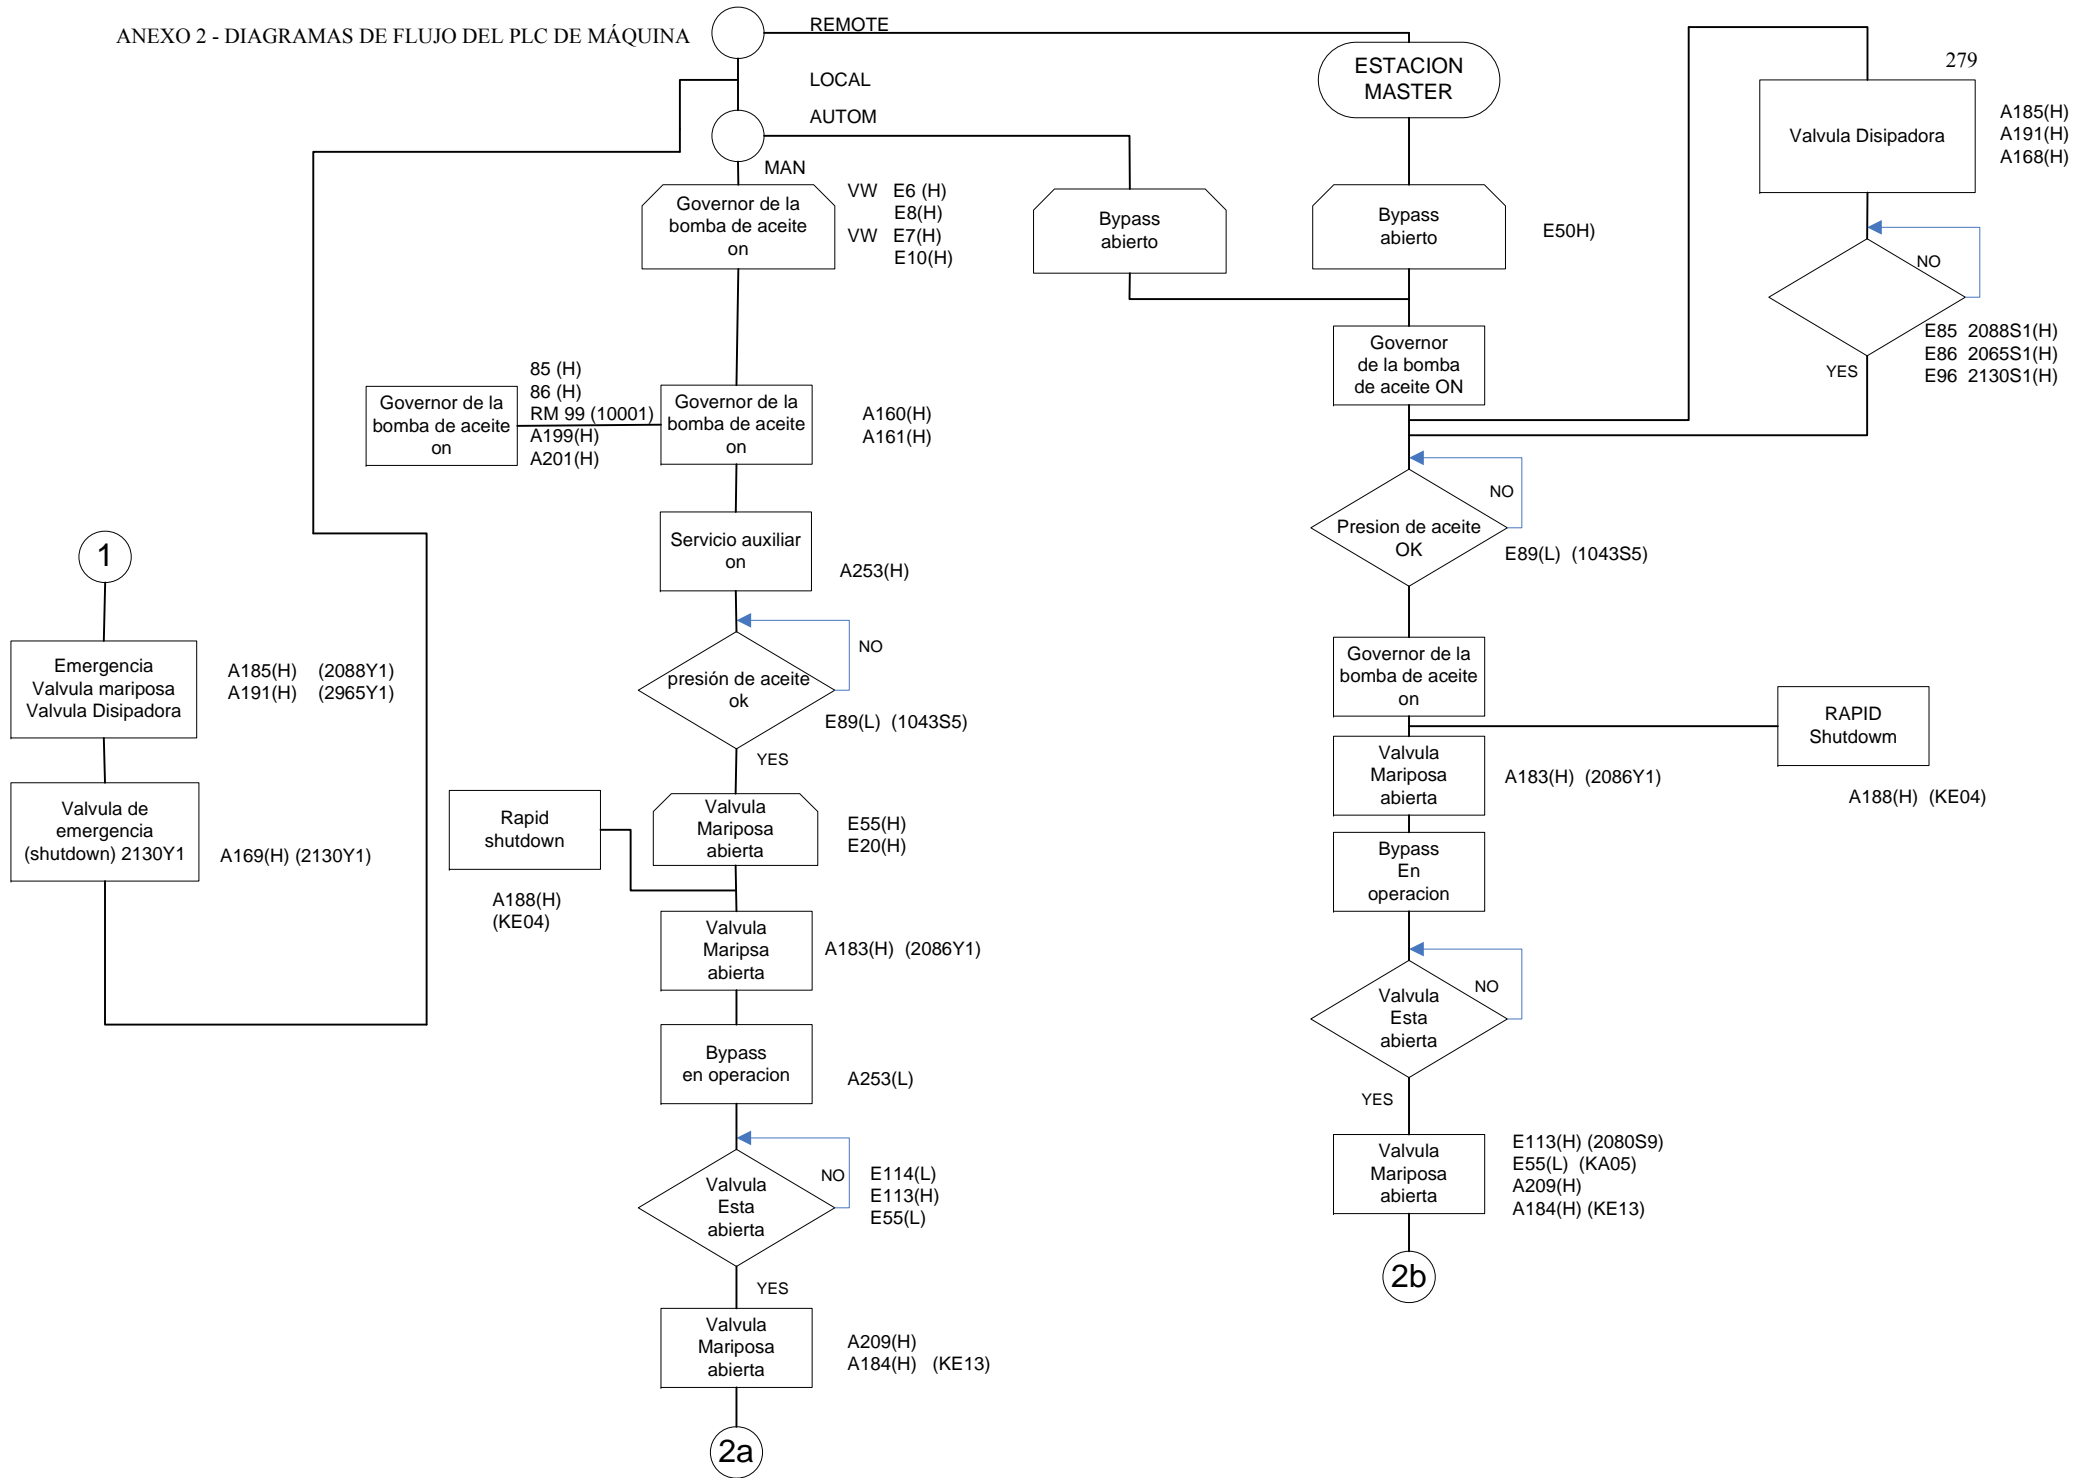 ANEXO 2 - DIAGRAMAS DE FLUJO DEL PLC DE MÁQUINA
279
REMOTE
LOCAL
AUTOM
MAN
ESTACION
MASTER
Valvula Disipadora
A185(H)
A191(H)
A168(H)
NO
YES
E85 2088S1(H)
E86 2065S1(H)
E96 2130S1(H)
Governor de la
bomba de aceite
on
VW E6 (H)
E8(H)
VW E7(H)
E10(H)
Bypass
abierto
Bypass
abierto
E50H)
Governor
de la bomba
de aceite ON
Governor de la
bomba de aceite
on
85 (H)
86 (H)
RM 99 (10001)
A199(H)
A201(H)
Governor de la
bomba de aceite
on
A160(H)
A161(H)
Servicio auxiliar
on
A253(H)
NO
presión de aceite
ok
E89(L) (1043S5)
YES
Rapid
shutdown
A188(H)
(KE04)
Valvula
Mariposa
abierta
E55(H)
E20(H)
Valvula
Maripsa
abierta
A183(H) (2086Y1)
Bypass
en operacion
A253(L)
NO
Valvula
Esta
abierta
E114(L)
E113(H)
E55(L)
YES
Valvula
Mariposa
abierta
A209(H)
A184(H) (KE13)
2a
1
Emergencia
Valvula mariposa
Valvula Disipadora
A185(H) (2088Y1)
A191(H) (2965Y1)
Valvula de
emergencia
(shutdown) 2130Y1
A169(H) (2130Y1)
NO
Presion de aceite
OK
E89(L) (1043S5)
Governor de la
bomba de aceite
on
RAPID
Shutdowm
A188(H) (KE04)
Valvula
Mariposa
abierta
A183(H) (2086Y1)
Bypass
En
operacion
NO
Valvula
Esta
abierta
YES
Valvula
Mariposa
abierta
E113(H) (2080S9)
E55(L) (KA05)
A209(H)
A184(H) (KE13)
2b